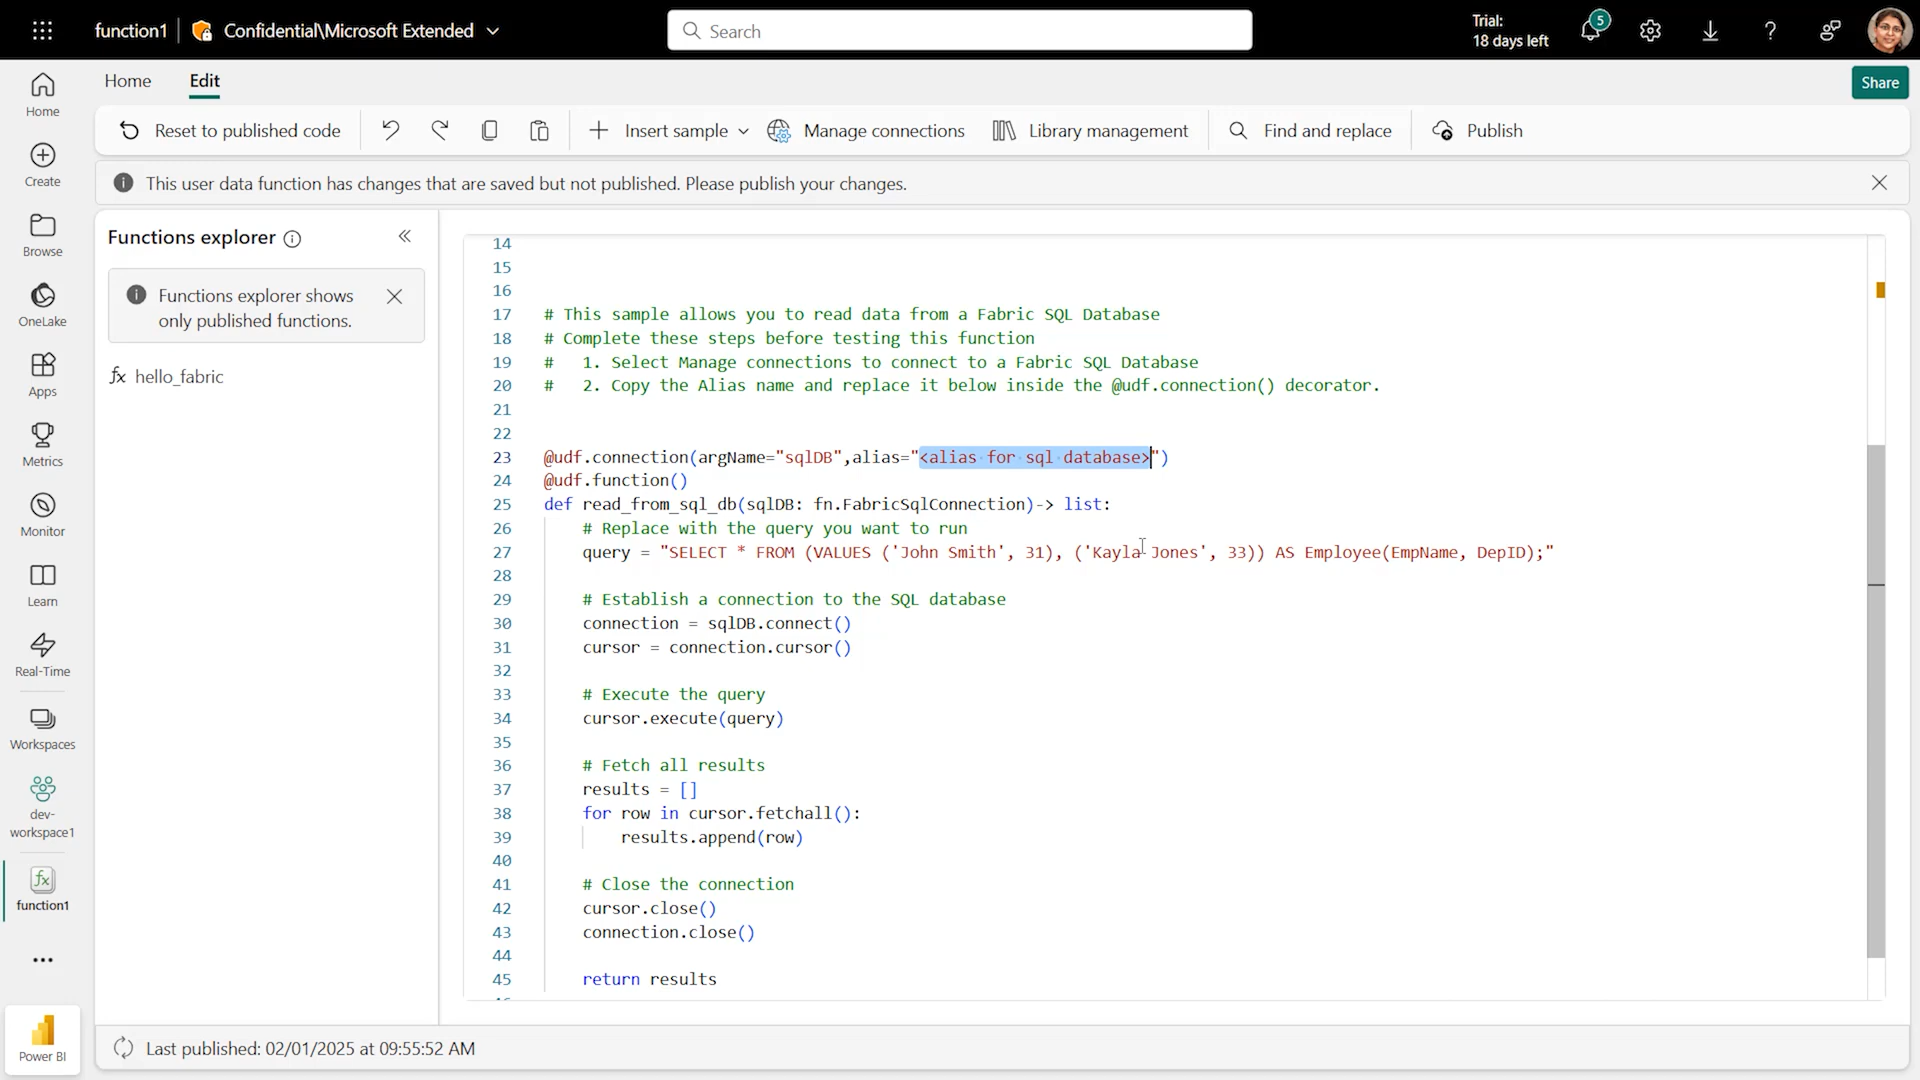 function1
Confidential\Microsoft Extended
Search
Trial:
18 days left
5
Home
Create
Browse
OneLake
Apps
Metrics
Monitor
Learn
Real-Time
Workspaces
dev-
workspace1
function1
Power BI
Home
Edit
Share
Reset to published code
Insert sample
Manage connections
Library management
Find and replace
Publish
This user data function has changes that are saved but not published. Please publish your changes.
Functions explorer
Functions explorer shows
only published functions.
fx hello_fabric
14
15
16
17 # This sample allows you to read data from a Fabric SQL Database
18 # Complete these steps before testing this function
19 #   1. Select Manage connections to connect to a Fabric SQL Database
20 #   2. Copy the Alias name and replace it below inside the @udf.connection() decorator.
21
22
23 @udf.connection(argName="sqlDB",alias="<alias for sql database>")
24 @udf.function()
25 def read_from_sql_db(sqlDB: fn.FabricSqlConnection)-> list:
26     # Replace with the query you want to run
27     query = "SELECT * FROM (VALUES ('John Smith', 31), ('Kayla Jones', 33)) AS Employee(EmpName, DepID);"
28
29     # Establish a connection to the SQL database
30     connection = sqlDB.connect()
31     cursor = connection.cursor()
32
33     # Execute the query
34     cursor.execute(query)
35
36     # Fetch all results
37     results = []
38     for row in cursor.fetchall():
39         results.append(row)
40
41     # Close the connection
42     cursor.close()
43     connection.close()
44
45     return results
Last published: 02/01/2025 at 09:55:52 AM